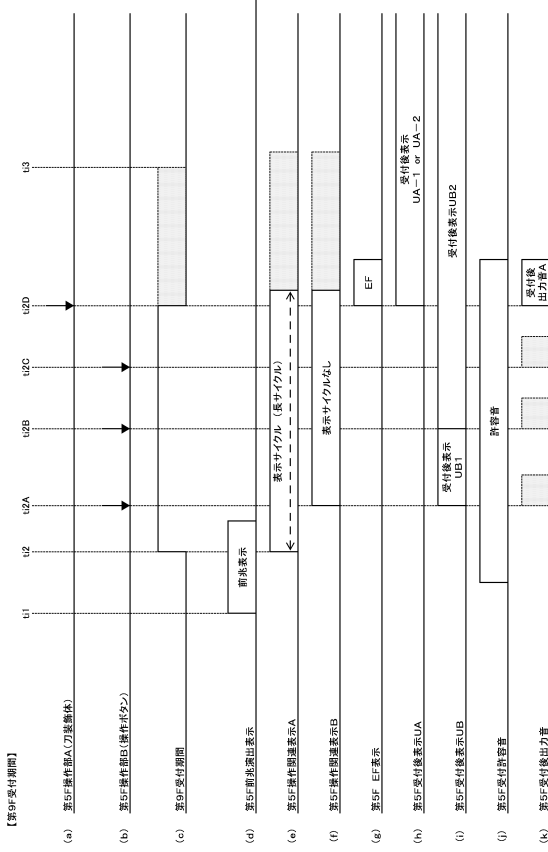 【第9F受付期間】
ti1
ti2
ti2A
ti2B
ti2C
ti2D
ti3
(a) 第5F操作部A(刀装飾体)
(b) 第5F操作部B(操作ボタン)
(c) 第9F受付期間
(d) 第5F前兆演出表示
前兆表示
(e) 第5F操作関連表示A
表示サイクル(長サイクル)
(f) 第5F操作関連表示B
表示サイクルなし
(g) 第5F EF表示
EF
(h) 第5F受付後表示UA
受付後表示
UA-1 or UA-2
(i) 第5F受付後表示UB
受付後表示
UB1
受付後表示UB2
(j) 第5F受付許容音
許容音
(k) 第5F受付後出力音
受付後
出力音A